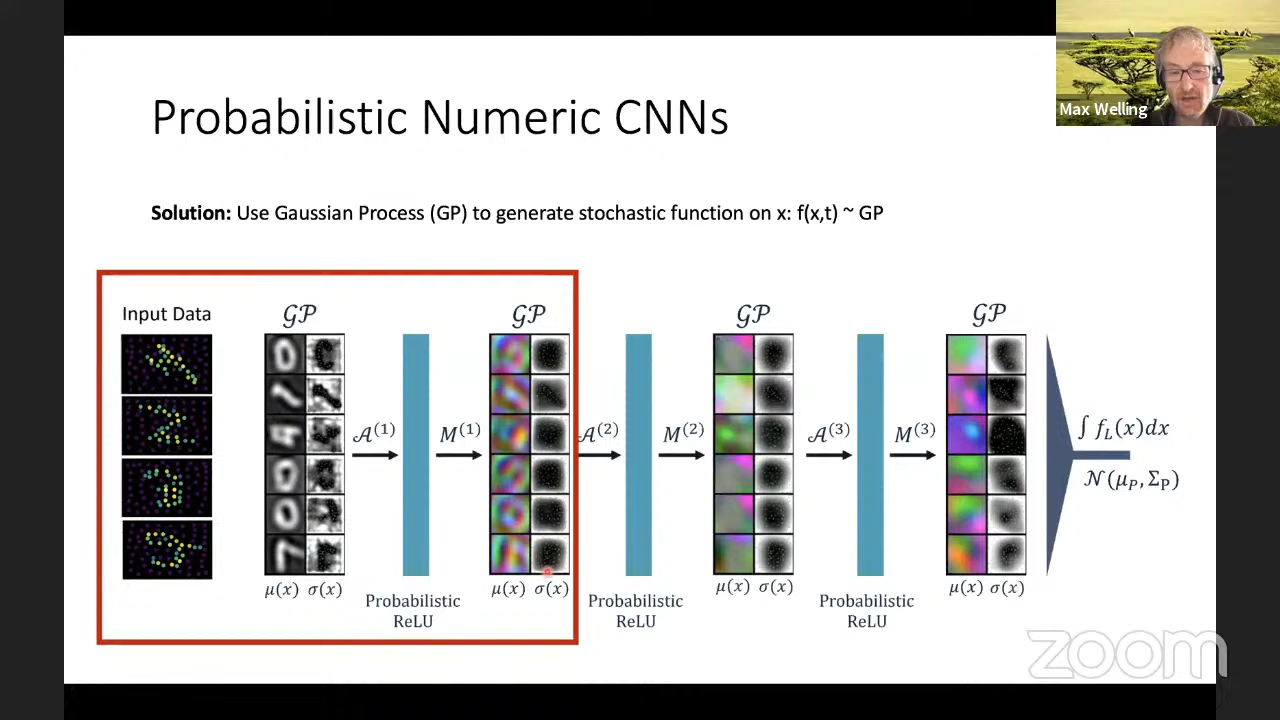 Max Welling
Probabilistic Numeric CNNs
Solution: Use Gaussian Process (GP) to generate stochastic function on x: f(x,t) ~ GP
Input Data
𝒢𝒫
𝒢𝒫
𝒢𝒫
𝒢𝒫
𝒜⁽¹⁾
M⁽¹⁾
𝒜⁽²⁾
M⁽²⁾
𝒜⁽³⁾
M⁽³⁾
∫ f_L(x)dx
𝒩(μ_P, Σ_P)
μ(x) σ(x)
μ(x) σ(x)
μ(x) σ(x)
μ(x) σ(x)
Probabilistic
ReLU
Probabilistic
ReLU
Probabilistic
ReLU
zoom